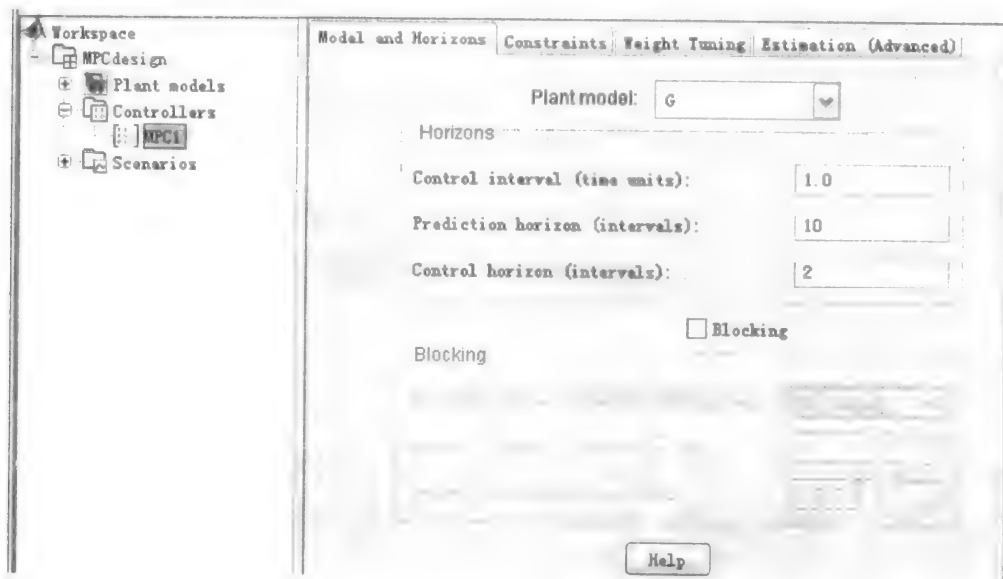 Workspace
MPCdesign
Plant models
Controllers
MPC1
Scenarios
Model and Horizons Constraints Weight Tuning Estimation (Advanced)
Plant model: G
Horizons
Control interval (time units): 1.0
Prediction horizon (intervals): 10
Control horizon (intervals): 2
Blocking
Blocking
Help